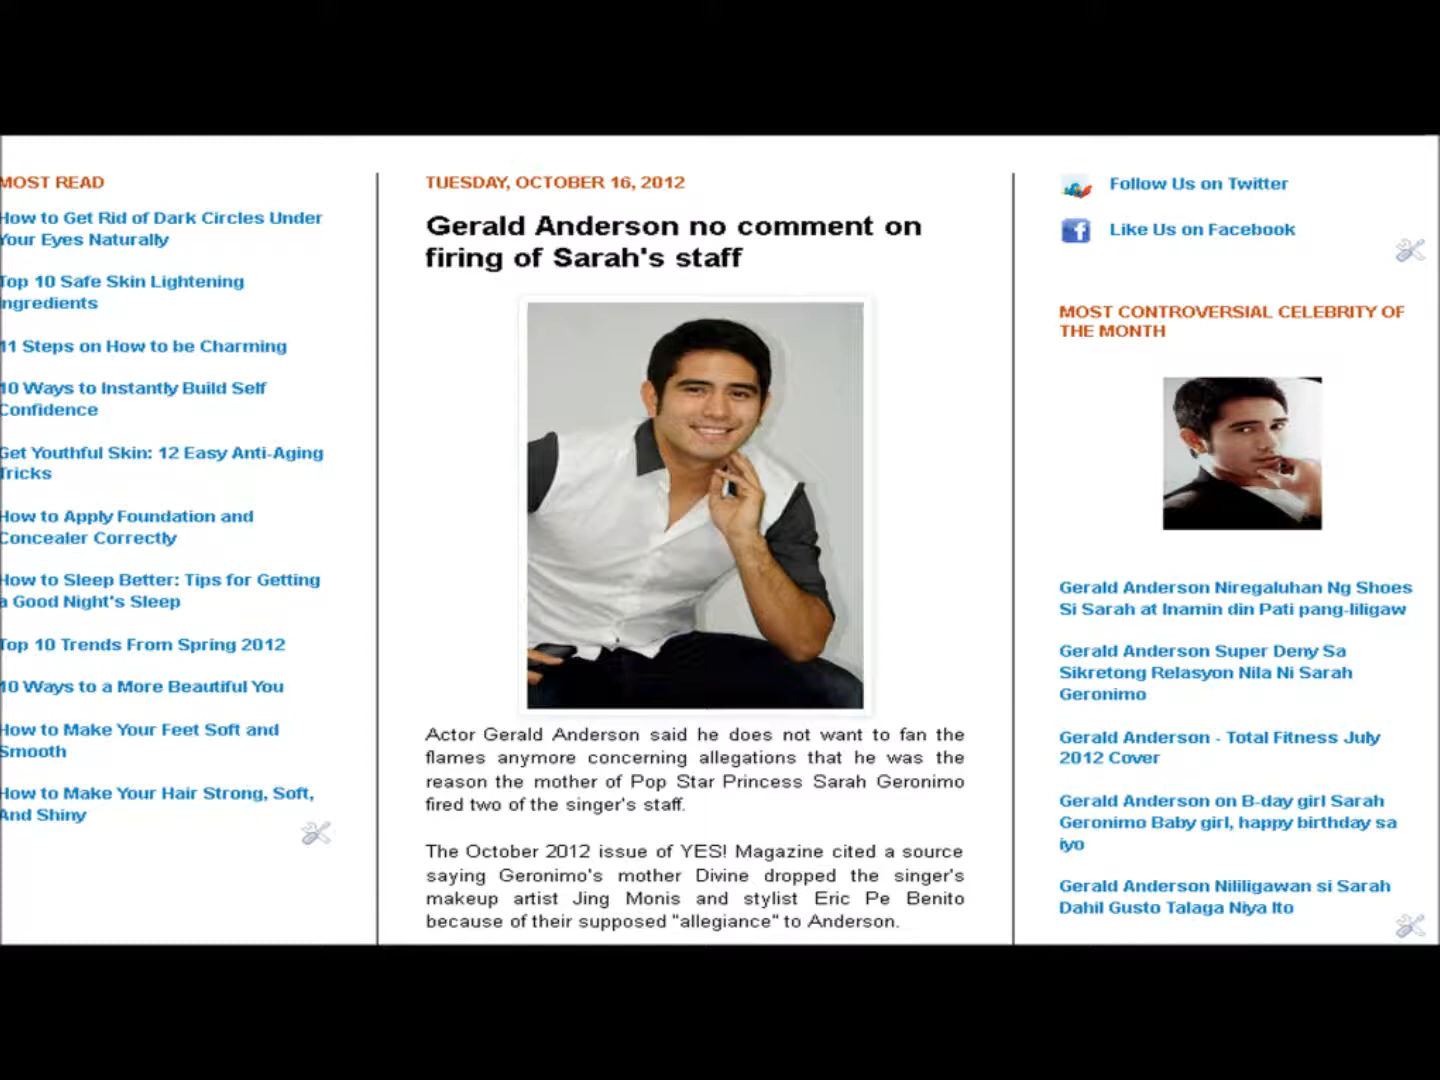 MOST READ
How to Get Rid of Dark Circles Under
Your Eyes Naturally
Top 10 Safe Skin Lightening
Ingredients
11 Steps on How to be Charming
10 Ways to Instantly Build Self
Confidence
Get Youthful Skin: 12 Easy Anti-Aging
Tricks
How to Apply Foundation and
Concealer Correctly
How to Sleep Better: Tips for Getting
a Good Night's Sleep
Top 10 Trends From Spring 2012
10 Ways to a More Beautiful You
How to Make Your Feet Soft and
Smooth
How to Make Your Hair Strong, Soft,
And Shiny
TUESDAY, OCTOBER 16, 2012
Gerald Anderson no comment on
firing of Sarah's staff
Actor Gerald Anderson said he does not want to fan the
flames anymore concerning allegations that he was the
reason the mother of Pop Star Princess Sarah Geronimo
fired two of the singer's staff.
The October 2012 issue of YES! Magazine cited a source
saying Geronimo's mother Divine dropped the singer's
makeup artist Jing Monis and stylist Eric Pe Benito
because of their supposed "allegiance" to Anderson.
Follow Us on Twitter
Like Us on Facebook
MOST CONTROVERSIAL CELEBRITY OF
THE MONTH
Gerald Anderson Niregaluhan Ng Shoes
Si Sarah at Inamin din Pati pang-liligaw
Gerald Anderson Super Deny Sa
Sikretong Relasyon Nila Ni Sarah
Geronimo
Gerald Anderson - Total Fitness July
2012 Cover
Gerald Anderson on B-day girl Sarah
Geronimo Baby girl, happy birthday sa
iyo
Gerald Anderson Nililigawan si Sarah
Dahil Gusto Talaga Niya Ito